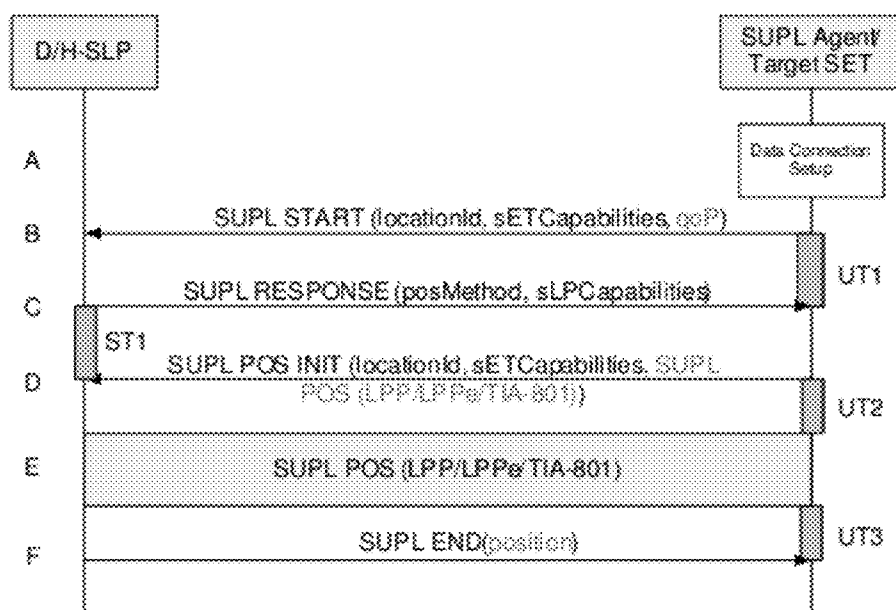 D/H-SLP
SUPL Agent/
Target SET
A
Data Connection
Setup
B
SUPL START (locationId, sETCapabilities, qoP)
UT1
C
SUPL RESPONSE (posMethod, sLPCapabilities)
ST1
D
SUPL POS INIT (locationId, sETCapabilities, SUPL
POS (LPP/LPPe/TIA-801))
UT2
E
SUPL POS (LPP/LPPe/TIA-801)
F
SUPL END(position)
UT3